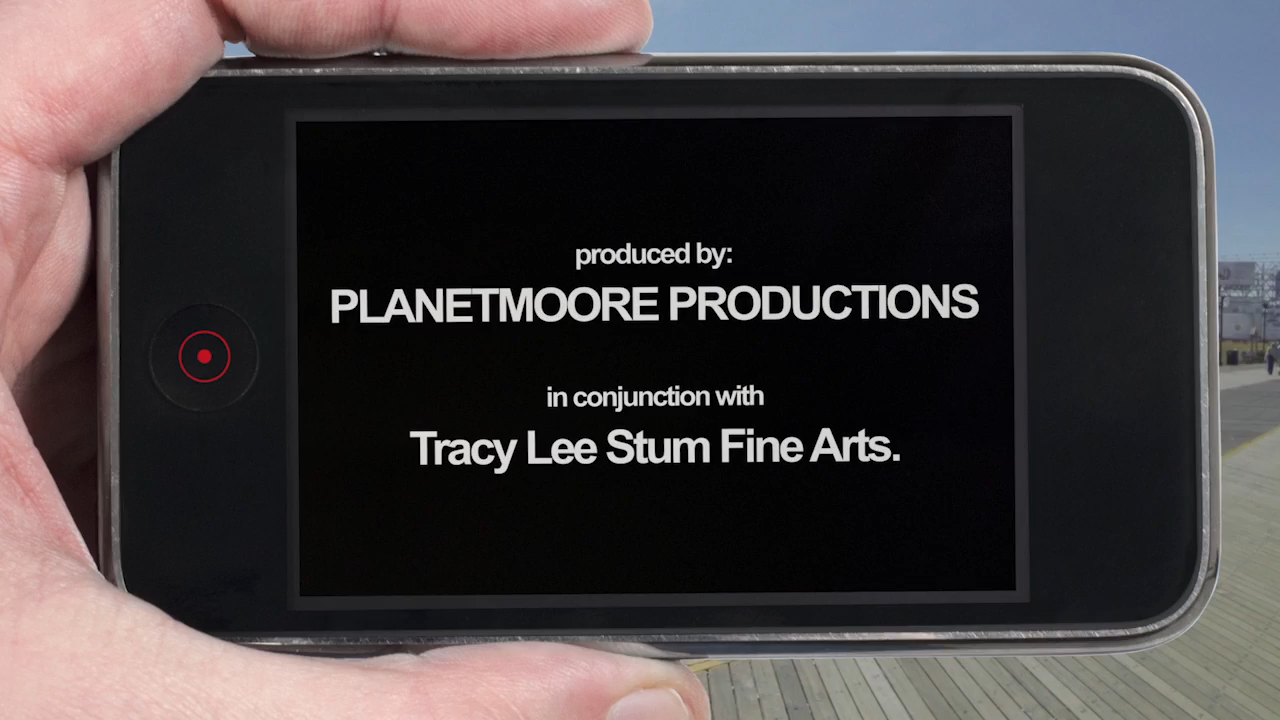 produced by:
PLANETMOORE PRODUCTIONS
in conjunction with
Tracy Lee Stum Fine Arts.